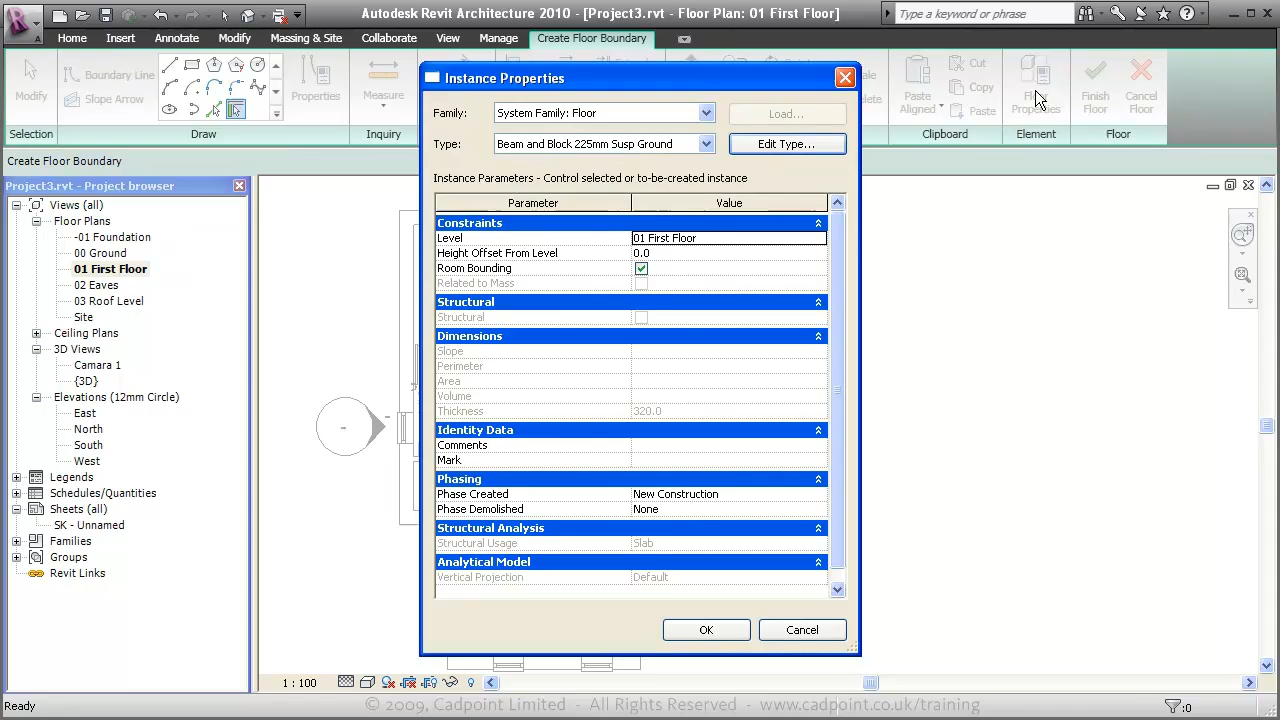 Autodesk Revit Architecture 2010 - [Project3.rvt - Floor Plan: 01 First Floor]
Type a keyword or phrase
Home Insert Annotate Modify Massing & Site Collaborate View Manage Create Floor Boundary
Modify
Boundary Line
Slope Arrow
Properties
Measure
Paste
Aligned
Cut
Copy
Paste
Properties
Finish
Floor
Cancel
Floor
Selection Draw Inquiry Clipboard Element Floor
Create Floor Boundary
Project3.rvt - Project browser
Views (all)
Floor Plans
-01 Foundation
00 Ground
01 First Floor
02 Eaves
03 Roof Level
Site
Ceiling Plans
3D Views
Camara 1
{3D}
Elevations (12mm Circle)
East
North
South
West
Legends
Schedules/Quantities
Sheets (all)
SK - Unnamed
Families
Groups
Revit Links
Instance Properties
Family: System Family: Floor Load...
Type: Beam and Block 225mm Susp Ground Edit Type...
Instance Parameters - Control selected or to-be-created instance
Parameter Value
Constraints
Level 01 First Floor
Height Offset From Level 0.0
Room Bounding
Related to Mass
Structural
Structural
Dimensions
Slope
Perimeter
Area
Volume
Thickness 320.0
Identity Data
Comments
Mark
Phasing
Phase Created New Construction
Phase Demolished None
Structural Analysis
Structural Usage Slab
Analytical Model
Vertical Projection Default
OK Cancel
1 : 100
Ready
© 2009, Cadpoint Limited - All Rights Reserved - www.cadpoint.co.uk/training
:0